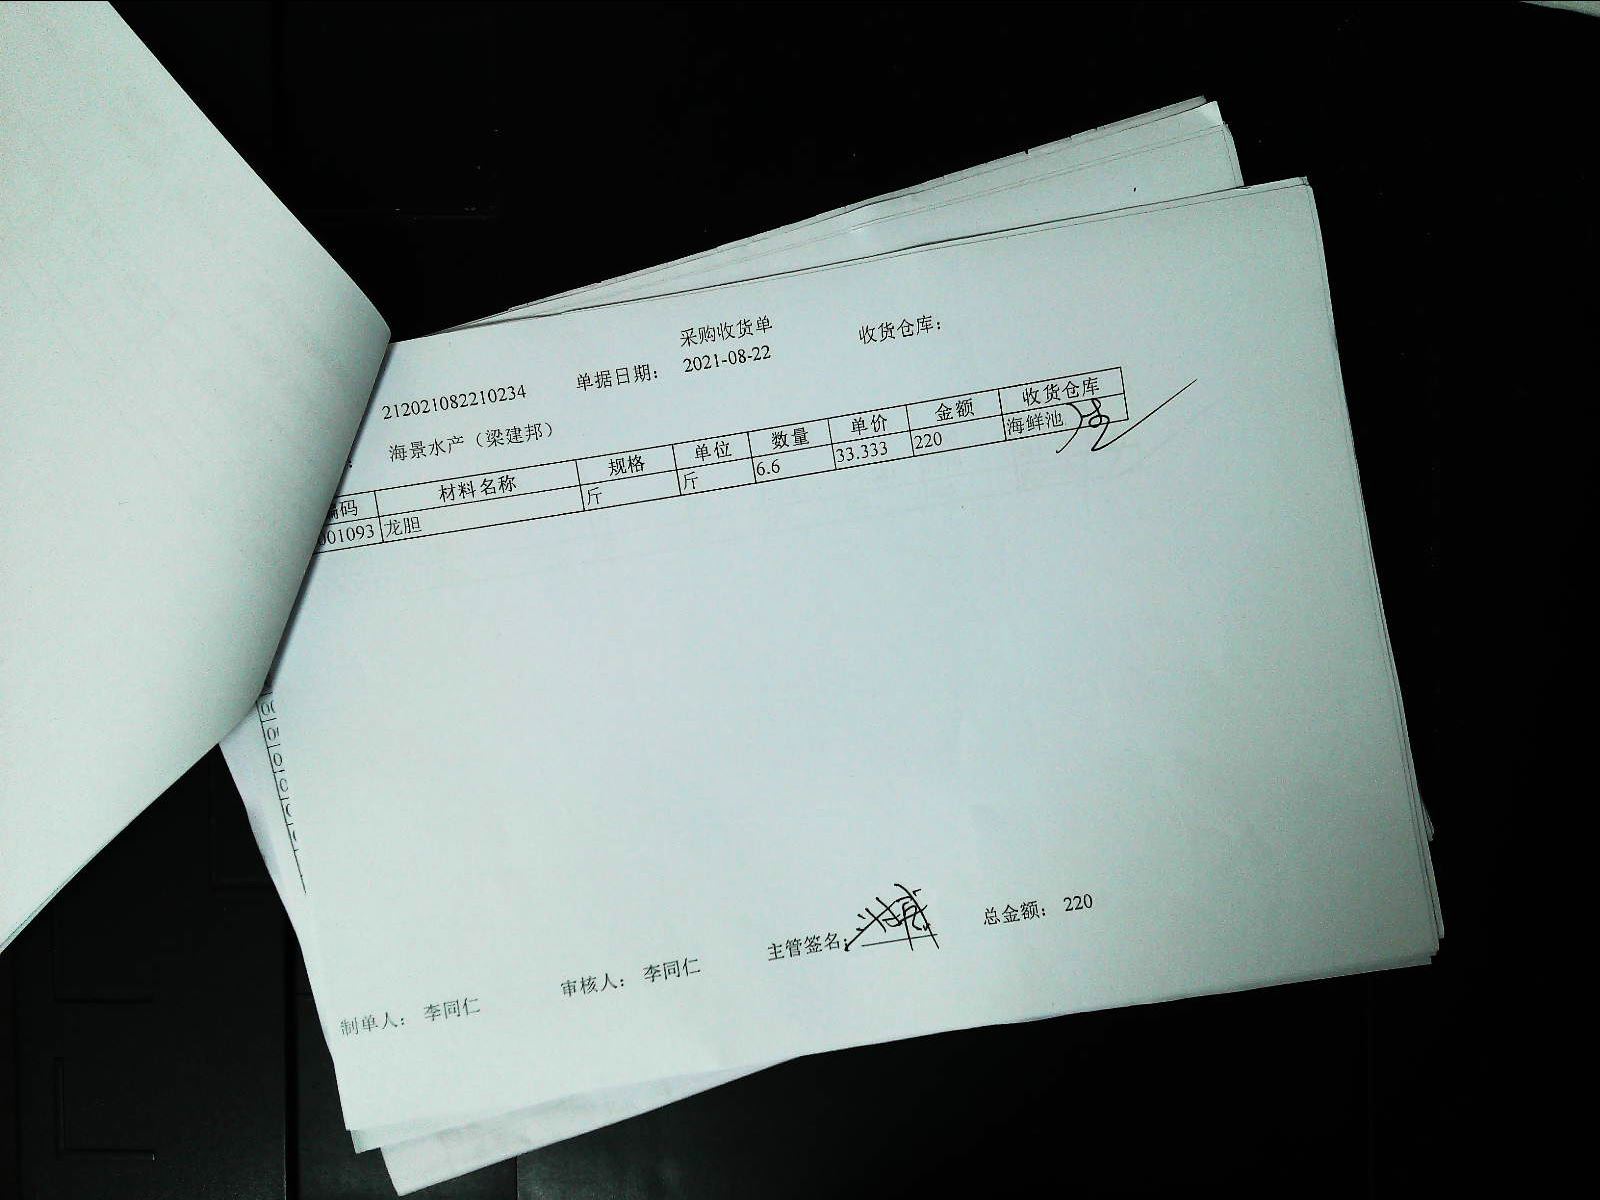 采购收货单
212021082210234 单据日期: 2021-08-22 收货仓库:
: 海景水产（梁建邦）
编码 材料名称 规格 单位 数量 单价 金额 收货仓库
001093 龙胆 斤 斤 6.6 33.333 220 海鲜池
制单人: 李同仁 审核人: 李同仁 主管签名: 总金额: 220